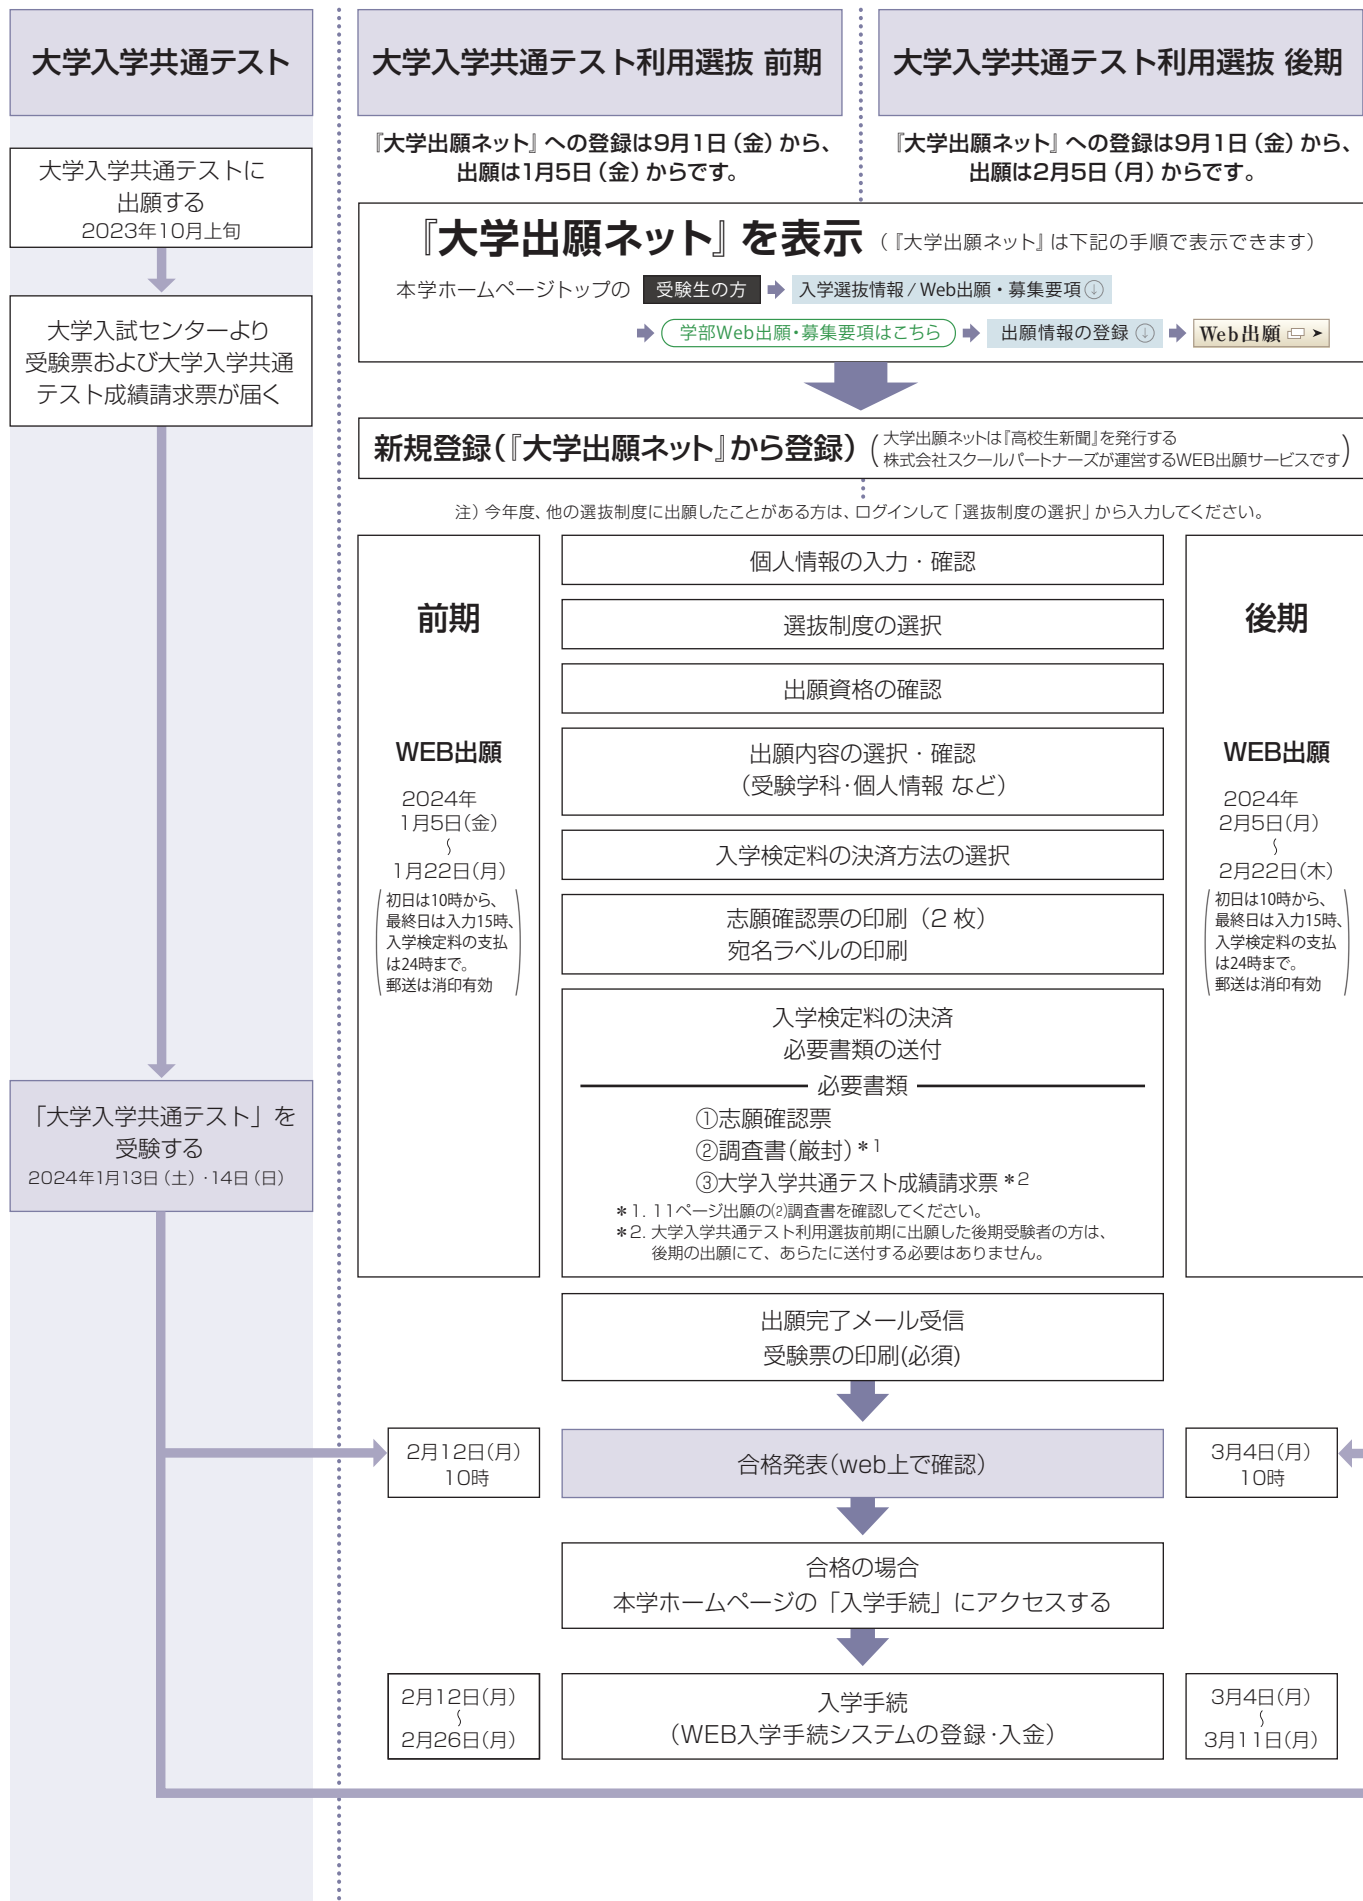 大学入学共通テスト
大学入学共通テストに
出願する
2023年10月上旬
大学入試センターより
受験票および大学入学共通
テスト成績請求票が届く
「大学入学共通テスト」を
受験する
2024年1月13日(土)・14日(日)
大学入学共通テスト利用選抜 前期
『大学出願ネット』への登録は9月1日(金)から、
出願は1月5日(金)からです。
大学入学共通テスト利用選抜 後期
『大学出願ネット』への登録は9月1日(金)から、
出願は2月5日(月)からです。
『大学出願ネット』を表示(『大学出願ネット』は下記の手順で表示できます)
本学ホームページトップの 受験生の方 ➡ 入学選抜情報/Web出願・募集要項↓
➡ 学部Web出願・募集要項はこちら ➡ 出願情報の登録↓ ➡ Web出願
新規登録(『大学出願ネット』から登録)
(大学出願ネットは『高校生新聞』を発行する
株式会社スクールパートナーズが運営するWEB出願サービスです)
注)今年度、他の選抜制度に出願したことがある方は、ログインして「選抜制度の選択」から入力してください。
前期
WEB出願
2024年
1月5日(金)
〜
1月22日(月)
(初日は10時から、
最終日は入力15時、
入学検定料の支払
は24時まで。
郵送は消印有効)
個人情報の入力・確認
選抜制度の選択
出願資格の確認
出願内容の選択・確認
(受験学科・個人情報 など)
入学検定料の決済方法の選択
志願確認票の印刷(2枚)
宛名ラベルの印刷
入学検定料の決済
必要書類の送付
必要書類
①志願確認票
②調査書(厳封)*1
③大学入学共通テスト成績請求票*2
*1. 11ページ出願の⑵調査書を確認してください。
*2. 大学入学共通テスト利用選抜前期に出願した後期受験者の方は、
後期の出願にて、あらたに送付する必要はありません。
後期
WEB出願
2024年
2月5日(月)
〜
2月22日(木)
(初日は10時から、
最終日は入力15時、
入学検定料の支払
は24時まで。
郵送は消印有効)
出願完了メール受信
受験票の印刷(必須)
2月12日(月)
10時
合格発表(web上で確認)
3月4日(月)
10時
合格の場合
本学ホームページの「入学手続」にアクセスする
2月12日(月)
〜
2月26日(月)
入学手続
(WEB入学手続システムの登録・入金)
3月4日(月)
〜
3月11日(月)